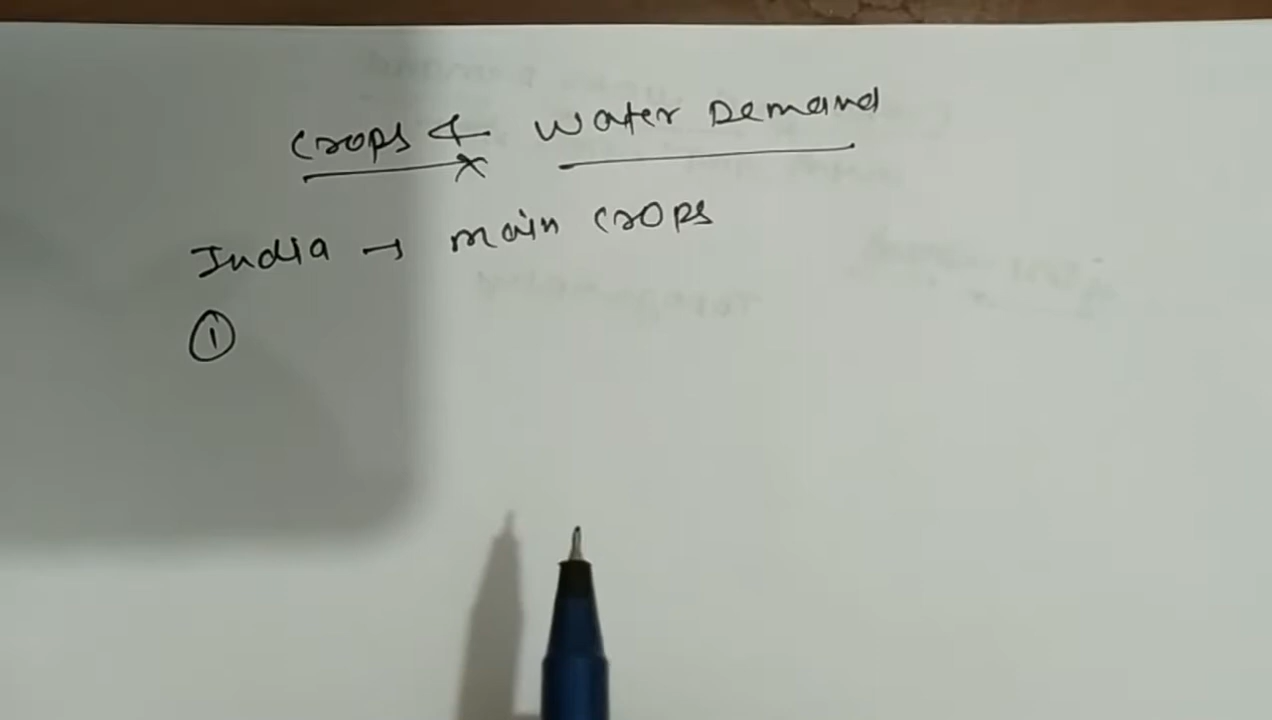 Crops & Water Demand
India → main crops
①